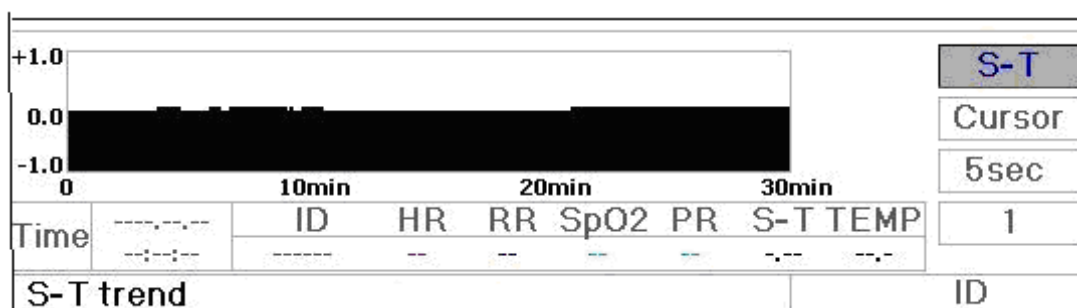 +1.0
0.0
-1.0
0 10min 20min 30min
S-T
Cursor
5sec
1
Time ----.--.-- ID HR RR SpO2 PR S-T TEMP
--:--:-- ------ -- -- -- -- -.-- --.-
S-T trend ID